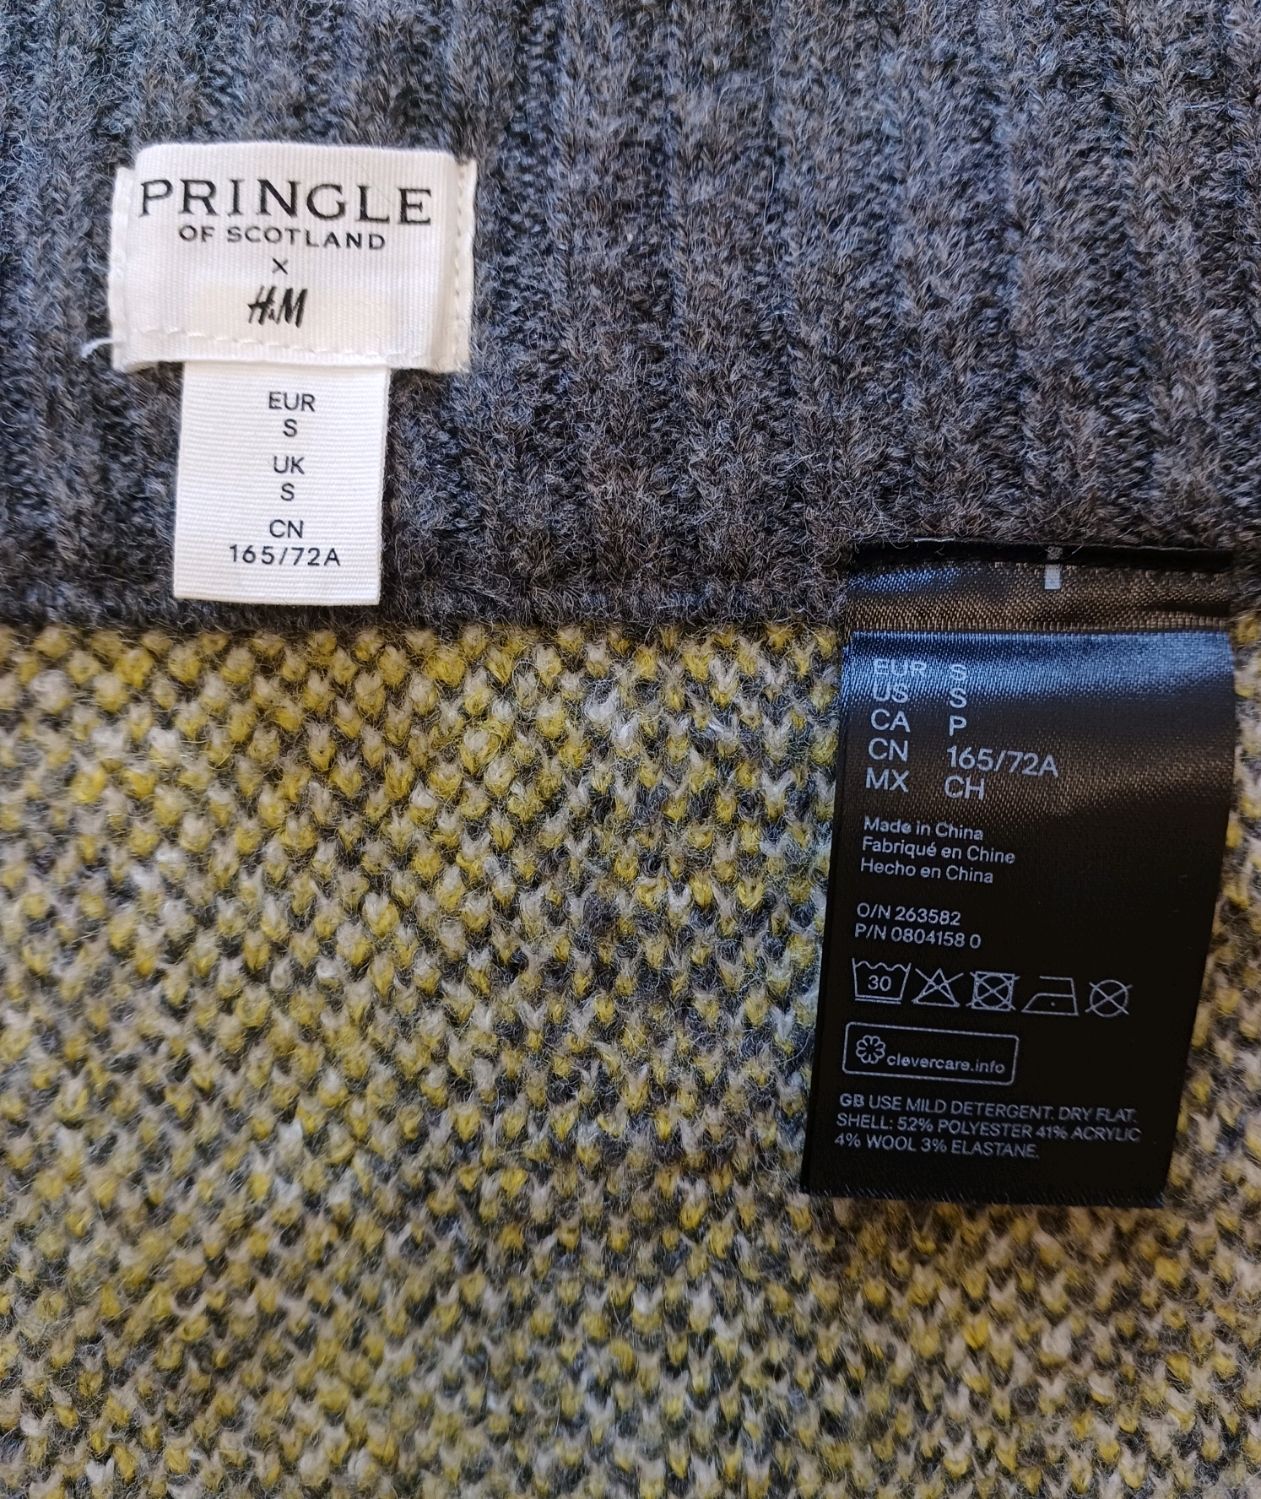 PRINGLE
OF SCOTLAND
×
H&M
EUR
S
UK
S
CN
165/72A
EUR S
US S
CA P
CN 165/72A
MX CH
Made in China
Fabriqué en Chine
Hecho en China
O/N 263582
P/N 0804158 0
30
clevercare.info
GB USE MILD DETERGENT. DRY FLAT.
SHELL: 52% POLYESTER 41% ACRYLIC
4% WOOL 3% ELASTANE.